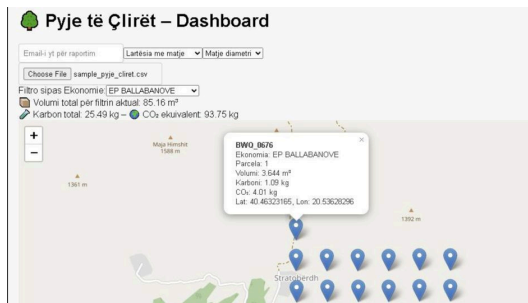 Pyje të Çlirët – Dashboard
Email-i yt për raportim
Lartësia me matje
Matje diametri
Choose File sample_pyje_cliret.csv
Filtro sipas Ekonomie: EP BALLABANOVE
Volumi total për filtrin aktual: 85.16 m³
Karbon total: 25.49 kg – CO₂ ekuivalent: 93.75 kg
+
−
Maja Himshit
1588 m
1361 m
BWQ_0676
×
Ekonomia: EP BALLABANOVE
Parcela: 1
Volumi: 3.644 m³
Karboni: 1.09 kg
CO₂: 4.01 kg
Lat: 40.46323165, Lon: 20.53628296
1392 m
Stratoberdh